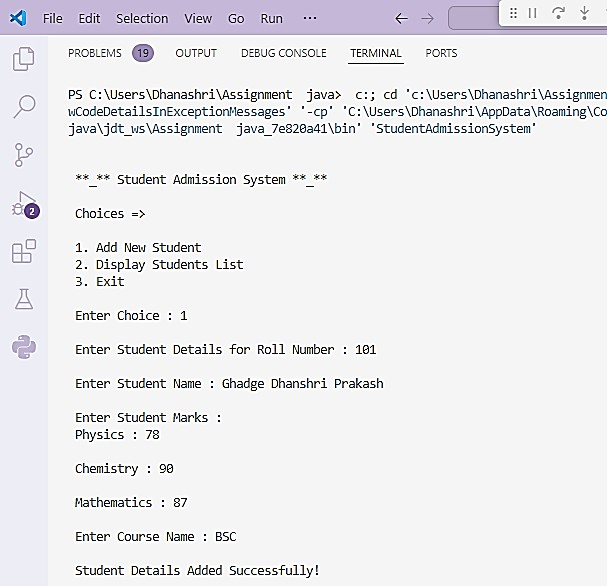 File Edit Selection View Go Run ···
PROBLEMS 19 OUTPUT DEBUG CONSOLE TERMINAL PORTS
PS C:\Users\Dhanashri\Assignment java> c:; cd 'c:\Users\Dhanashri\Assignmen
wCodeDetailsInExceptionMessages' '-cp' 'C:\Users\Dhanashri\AppData\Roaming\Co
java\jdt_ws\Assignment java_7e820a41\bin' 'StudentAdmissionSystem'
**_** Student Admission System **_**
Choices =>
1. Add New Student
2. Display Students List
3. Exit
Enter Choice : 1
Enter Student Details for Roll Number : 101
Enter Student Name : Ghadge Dhanshri Prakash
Enter Student Marks :
Physics : 78
Chemistry : 90
Mathematics : 87
Enter Course Name : BSC
Student Details Added Successfully!
2